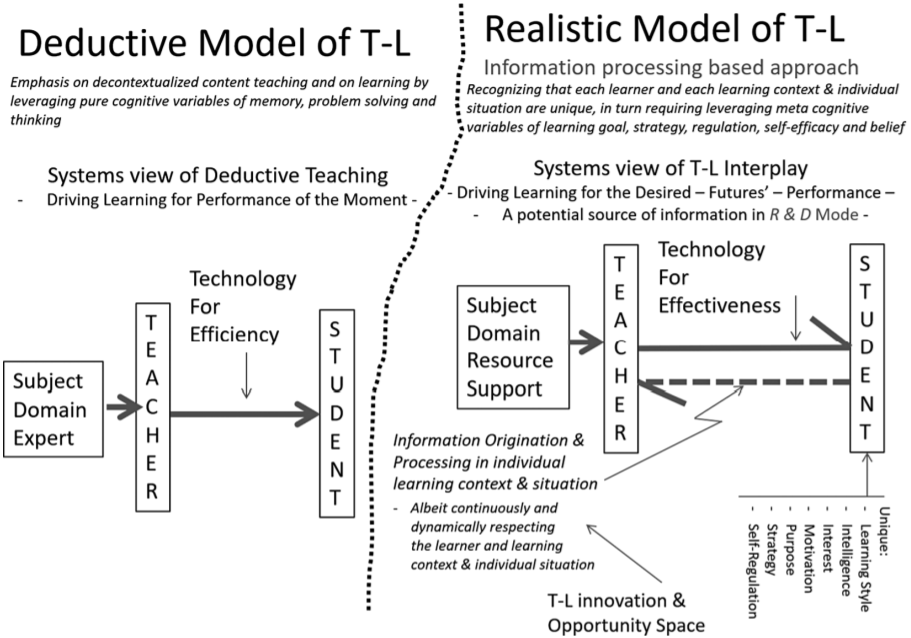 Deductive Model of T-L
Emphasis on decontextualized content teaching and on learning by
leveraging pure cognitive variables of memory, problem solving and
thinking
Systems view of Deductive Teaching
- Driving Learning for Performance of the Moment -
Subject
Domain
Expert
TEACHER
Technology
For
Efficiency
STUDENT
Realistic Model of T-L
Information processing based approach
Recognizing that each learner and each learning context & individual
situation are unique, in turn requiring leveraging meta cognitive
variables of learning goal, strategy, regulation, self-efficacy and belief
Systems view of T-L Interplay
- Driving Learning for the Desired – Futures’ – Performance –
- A potential source of information in R & D Mode -
Subject
Domain
Resource
Support
TEACHER
Technology
For
Effectiveness
STUDENT
Information Origination &
Processing in individual
learning context & situation
- Albeit continuously and
dynamically respecting
the learner and learning
context & individual situation
T-L innovation &
Opportunity Space
Unique:
- Learning Style
- Intelligence
- Interest
- Motivation
- Purpose
- Strategy
- Self-Regulation